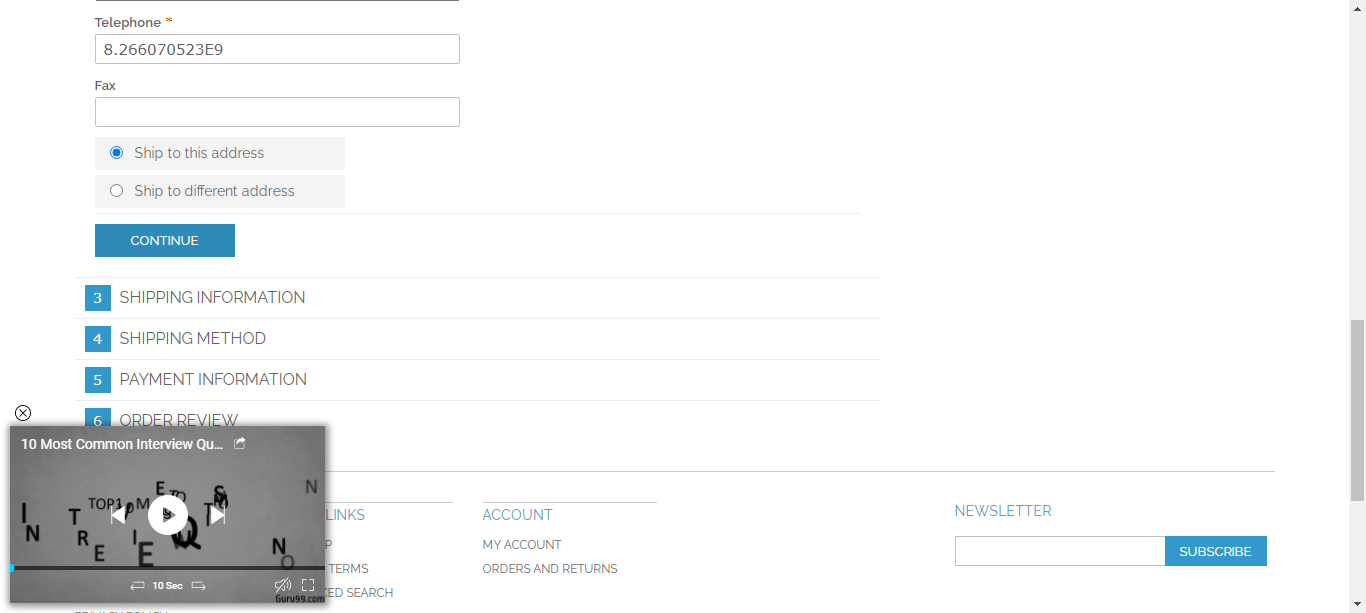 Telephone *
8.266070523E9
Fax
Ship to this address
Ship to different address
CONTINUE
3 SHIPPING INFORMATION
4 SHIPPING METHOD
5 PAYMENT INFORMATION
6 ORDER REVIEW
10 Most Common Interview Qu...
TOP10
10 Sec
Guru99.com
LINKS
TERMS
CED SEARCH
ACCOUNT
MY ACCOUNT
ORDERS AND RETURNS
NEWSLETTER
SUBSCRIBE